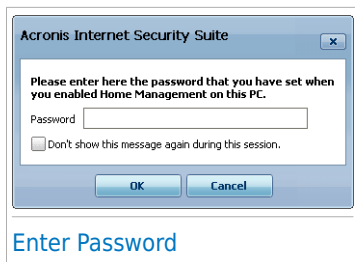 Acronis Internet Security Suite
Please enter here the password that you have set when
you enabled Home Management on this PC.
Password
Don't show this message again during this session.
OK
Cancel
Enter Password